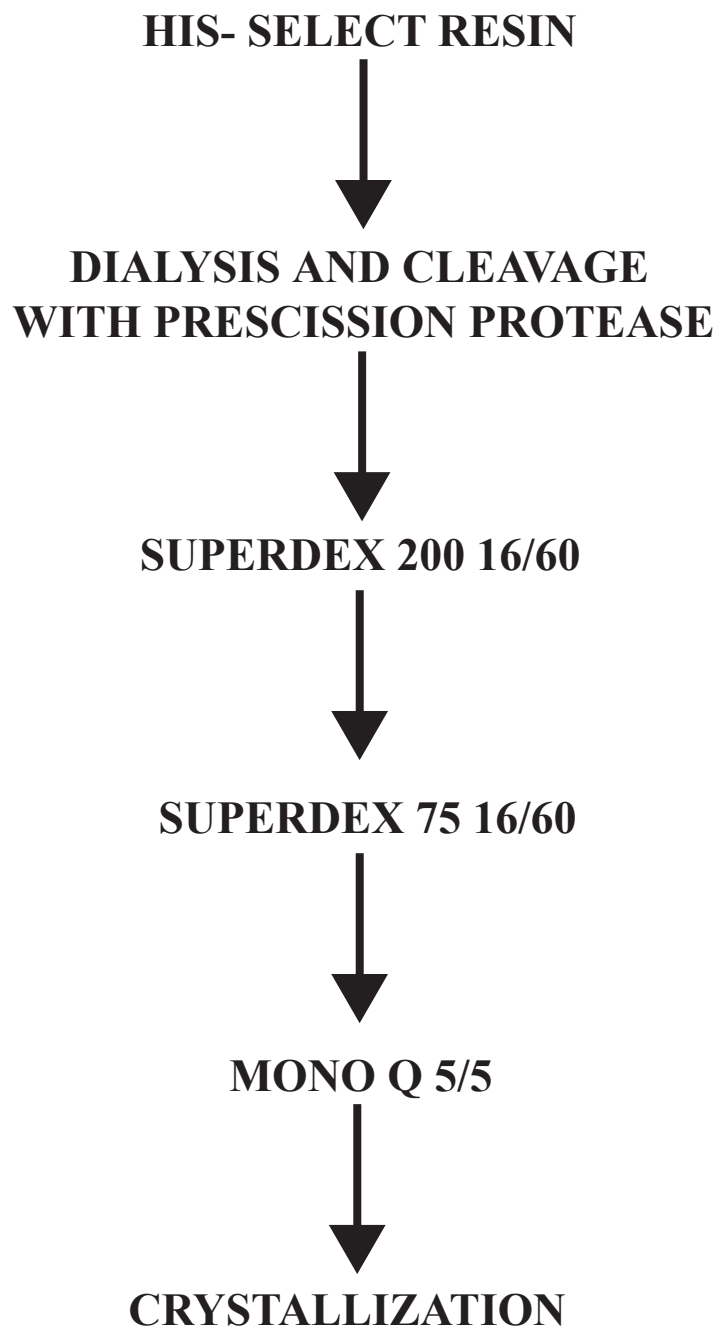 HIS- SELECT RESIN
DIALYSIS AND CLEAVAGE
WITH PRESCISSION PROTEASE
SUPERDEX 200 16/60
SUPERDEX 75 16/60
MONO Q 5/5
CRYSTALLIZATION